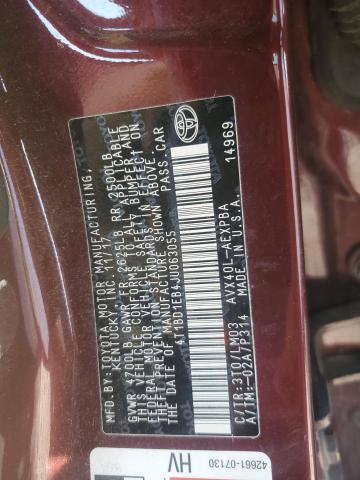 MFD.BY: TOYOTA MOTOR MANUFACTURING,
KENTUCKY,INC. 11/17
GVWR 4760LB GAWR FR 2625LB RR 2500LB
THIS VEHICLE CONFORMS TO ALL APPLICABLE
FEDERAL MOTOR VEHICLE SAFETY, BUMPER, AND
THEFT PREVENTION STANDARDS IN EFFECT ON
THE DATE OF MANUFACTURE SHOWN ABOVE.
4T1BD1EB4JU063055 PASS.CAR
C/TR:3T0/LM03 AVX40L-AEXPBA
A/TM:-02A/P314 MADE IN U.S.A. 14969
42661-07130
HV